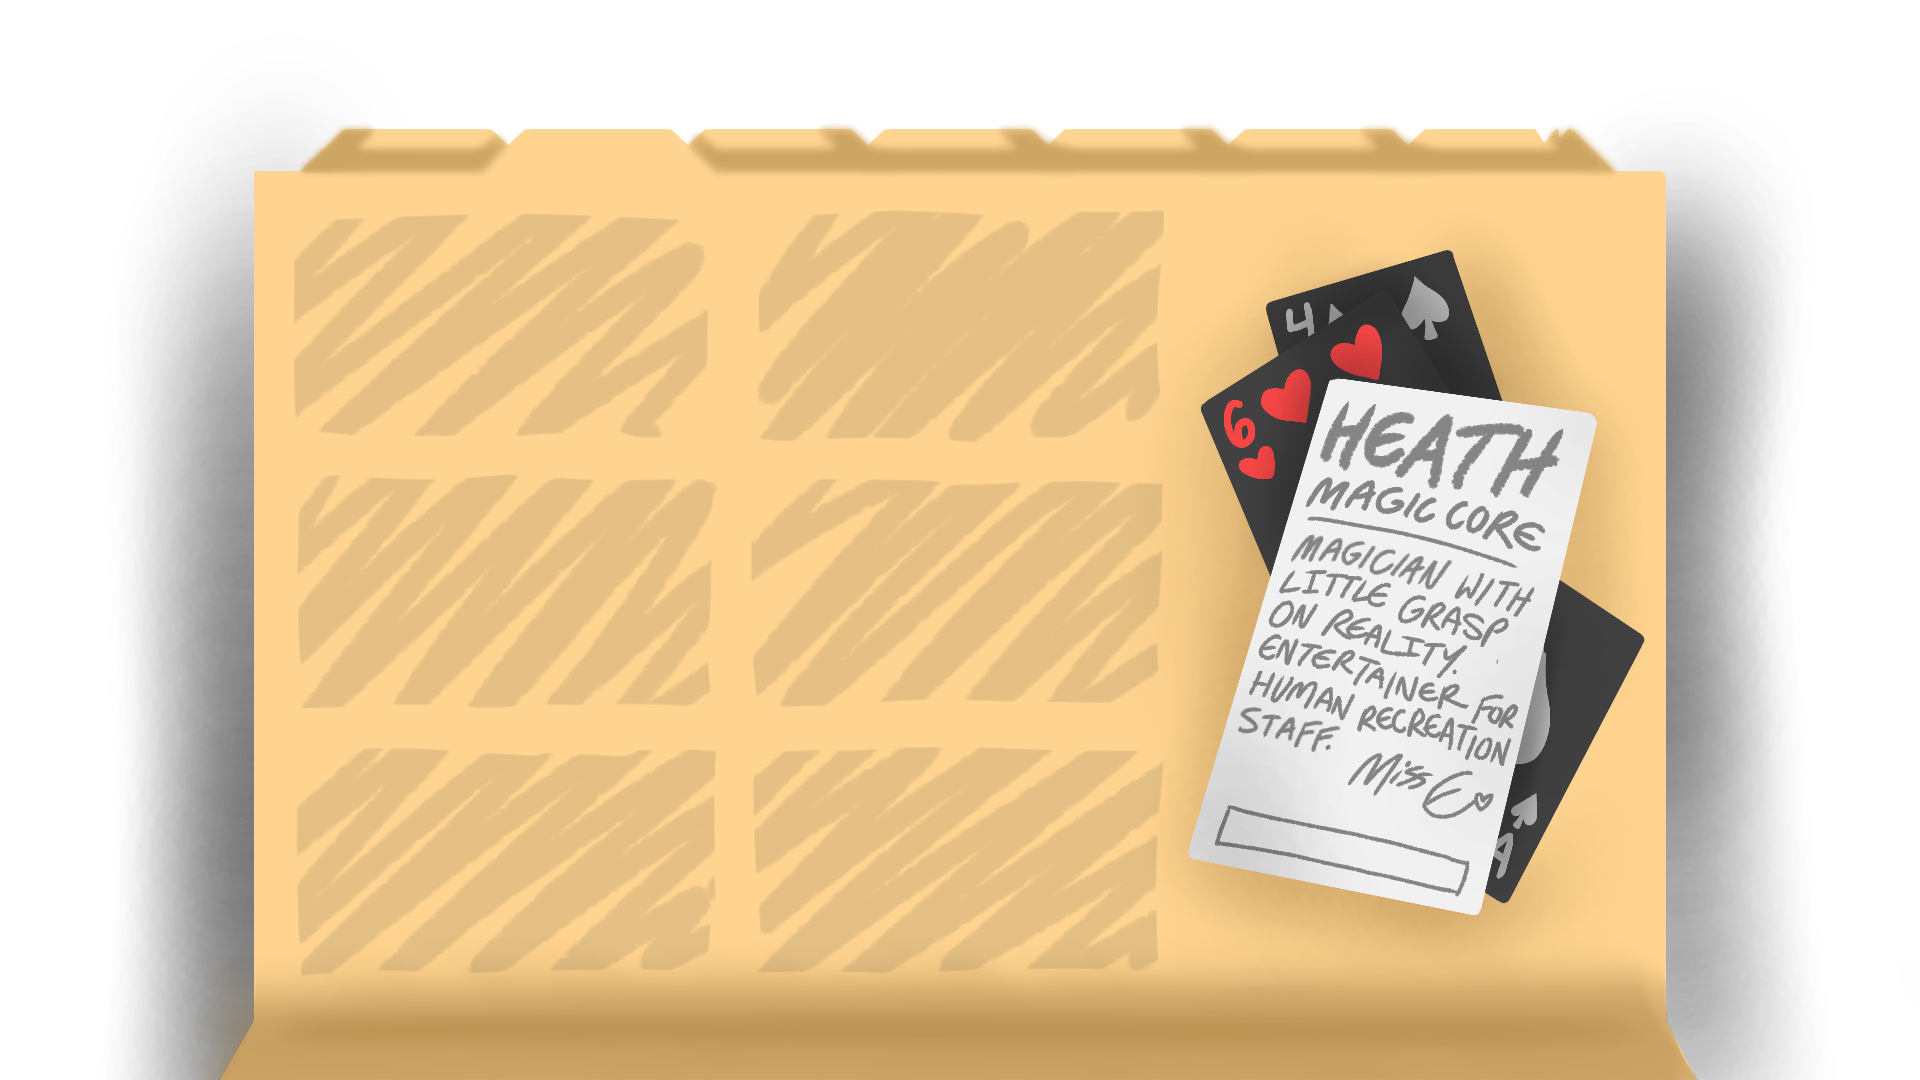 4
6
HEATH
MAGIC CORE
MAGICIAN WITH
LITTLE GRASP
ON REALITY.
ENTERTAINER FOR
HUMAN RECREATION
STAFF.
Miss E
A